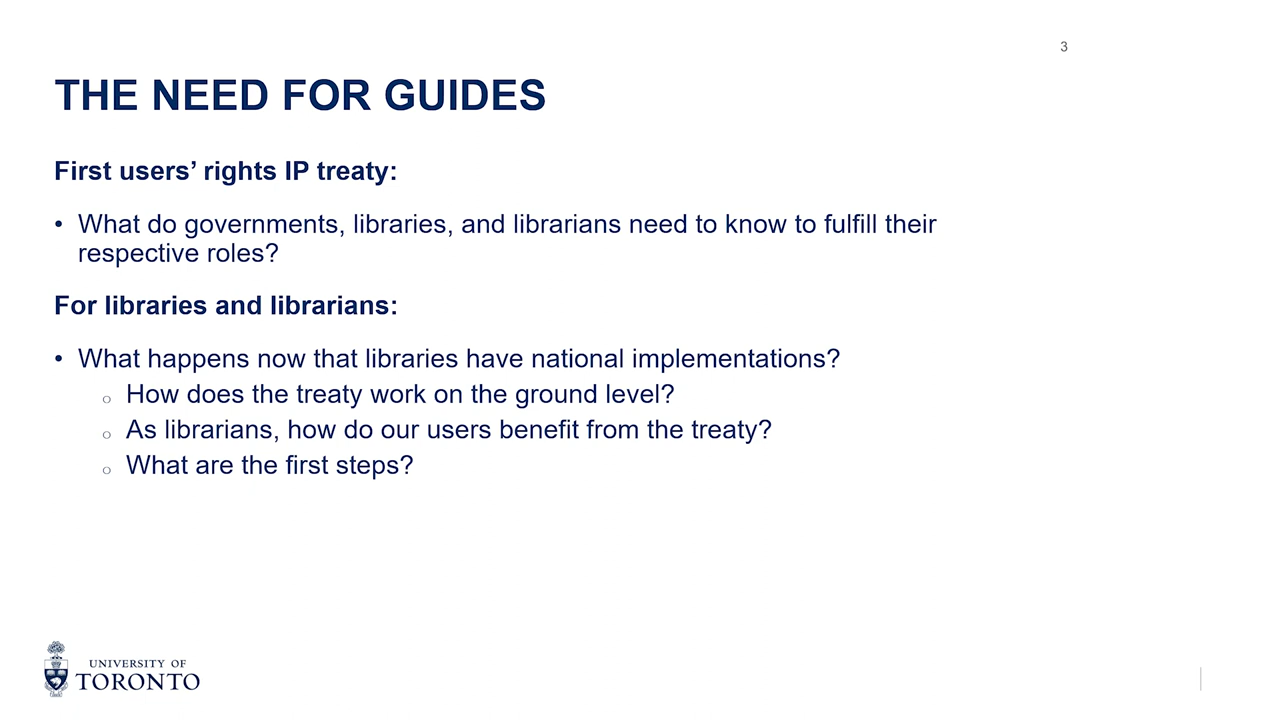 3
THE NEED FOR GUIDES
First users’ rights IP treaty:
• What do governments, libraries, and librarians need to know to fulfill their
respective roles?
For libraries and librarians:
• What happens now that libraries have national implementations?
o How does the treaty work on the ground level?
o As librarians, how do our users benefit from the treaty?
o What are the first steps?
UNIVERSITY OF
TORONTO